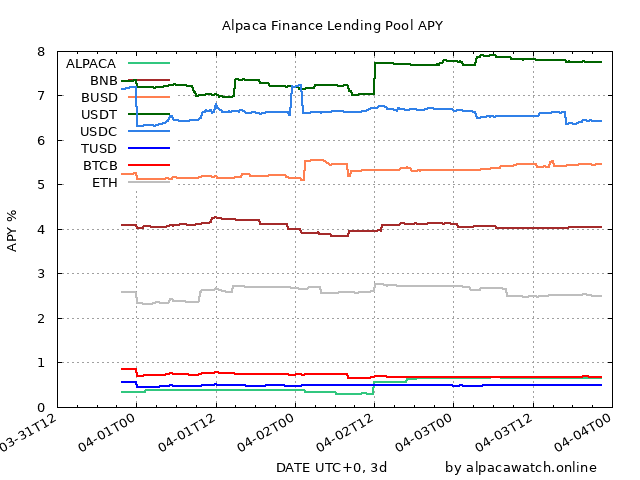 Alpaca Finance Lending Pool APY
8
7
6
5
4
3
2
1
0
APY %
ALPACA
BNB
BUSD
USDT
USDC
TUSD
BTCB
ETH
03-31T12
04-01T00
04-01T12
04-02T00
04-02T12
04-03T00
04-03T12
04-04T00
DATE UTC+0, 3d
by alpacawatch.online